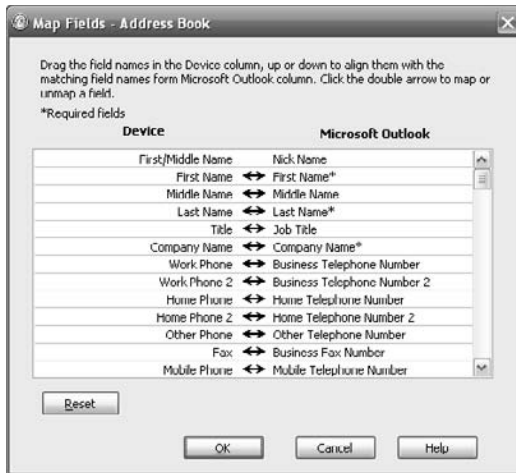 Map Fields - Address Book
Drag the field names in the Device column, up or down to align them with the
matching field names form Microsoft Outlook column. Click the double arrow to map or
unmap a field.
*Required fields
Device Microsoft Outlook
First/Middle Name Nick Name
First Name ↔ First Name*
Middle Name ↔ Middle Name
Last Name ↔ Last Name*
Title ↔ Job Title
Company Name ↔ Company Name*
Work Phone ↔ Business Telephone Number
Work Phone 2 ↔ Business Telephone Number 2
Home Phone ↔ Home Telephone Number
Home Phone 2 ↔ Home Telephone Number 2
Other Phone ↔ Other Telephone Number
Fax ↔ Business Fax Number
Mobile Phone ↔ Mobile Telephone Number
Reset
OK Cancel Help